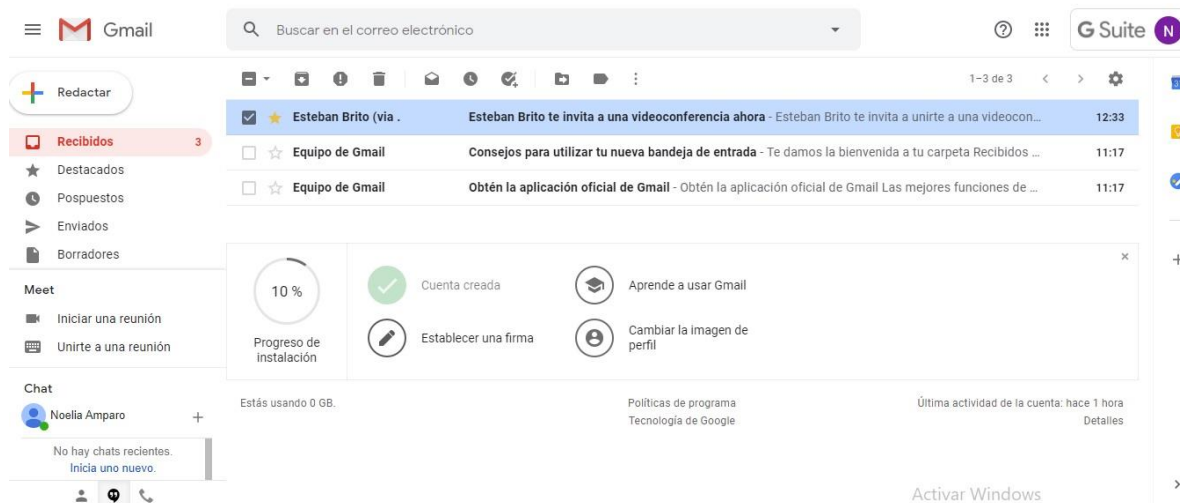 Gmail
Buscar en el correo electrónico
G Suite
N
Redactar
1–3 de 3
Recibidos 3
Destacados
Pospuestos
Enviados
Borradores
Esteban Brito (via . Esteban Brito te invita a una videoconferencia ahora - Esteban Brito te invita a unirte a una videocon... 12:33
Equipo de Gmail Consejos para utilizar tu nueva bandeja de entrada - Te damos la bienvenida a tu carpeta Recibidos ... 11:17
Equipo de Gmail Obtén la aplicación oficial de Gmail - Obtén la aplicación oficial de Gmail Las mejores funciones de ... 11:17
Meet
Iniciar una reunión
Unirte a una reunión
Chat
Noelia Amparo
No hay chats recientes.
Inicia uno nuevo.
10 %
Progreso de
instalación
Cuenta creada
Establecer una firma
Aprende a usar Gmail
Cambiar la imagen de
perfil
Estás usando 0 GB.
Políticas de programa
Tecnología de Google
Última actividad de la cuenta: hace 1 hora
Detalles
Activar Windows